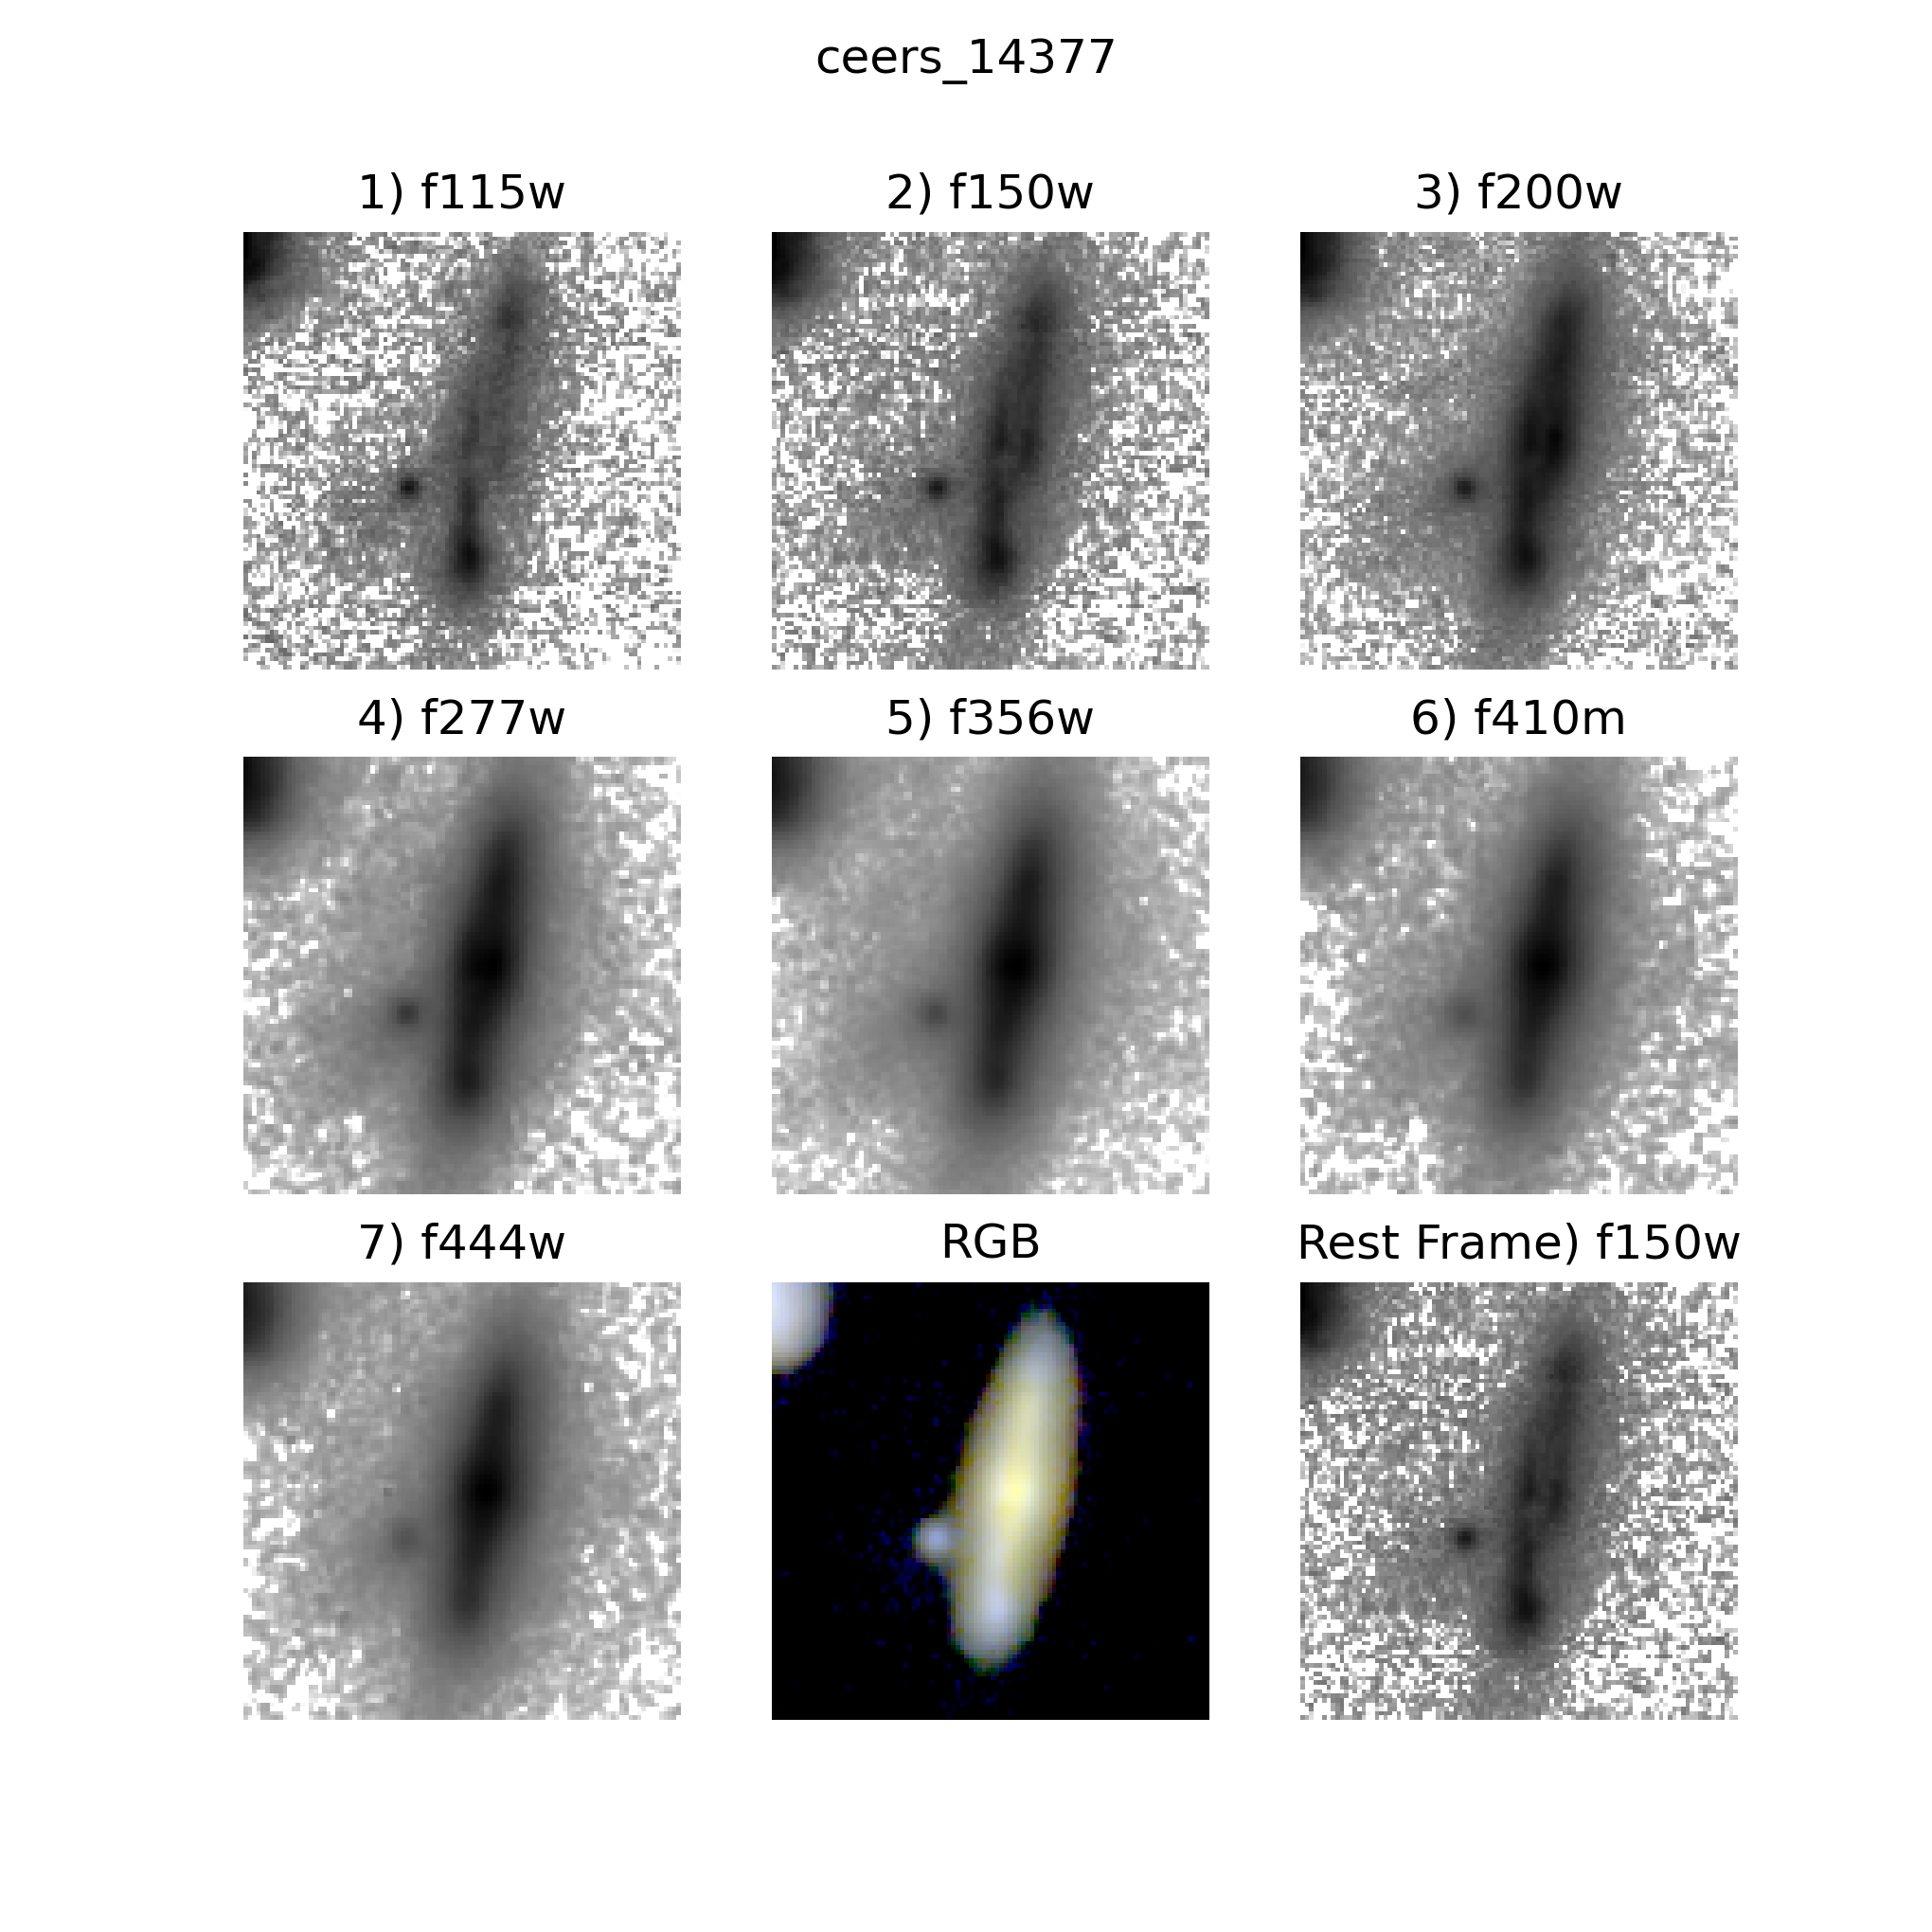 ceers_14377
1) f115w
2) f150w
3) f200w
4) f277w
5) f356w
6) f410m
7) f444w
RGB
Rest Frame) f150w